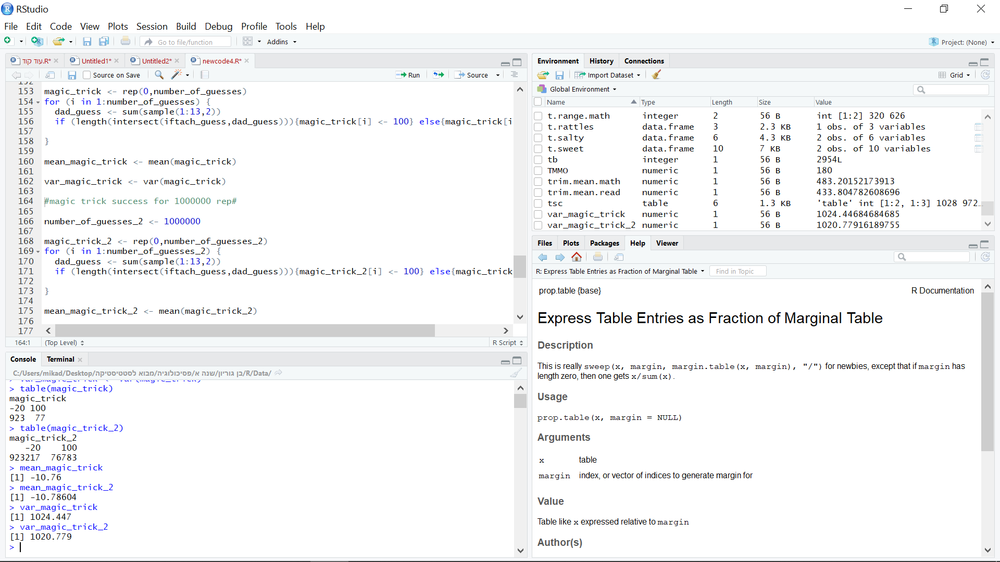 RStudio
File Edit Code View Plots Session Build Debug Profile Tools Help
Go to file/function Addins Project: (None)
עוד קוד.R* Untitled1* Untitled2* newcode4.R*
Source on Save Run Source
152
153 magic_trick <- rep(0,number_of_guesses)
154 for (i in 1:number_of_guesses) {
155 dad_guess <- sum(sample(1:13,2))
156 if (length(intersect(iftach_guess,dad_guess))){magic_trick[i] <- 100} else{magic_trick[i
157
158 }
159
160 mean_magic_trick <- mean(magic_trick)
161
162 var_magic_trick <- var(magic_trick)
163
164 #magic trick success for 1000000 rep#
165
166 number_of_guesses_2 <- 1000000
167
168 magic_trick_2 <- rep(0,number_of_guesses_2)
169 for (i in 1:number_of_guesses_2) {
170 dad_guess <- sum(sample(1:13,2))
171 if (length(intersect(iftach_guess,dad_guess))){magic_trick_2[i] <- 100} else{magic_trick
172
173 }
174
175 mean_magic_trick_2 <- mean(magic_trick_2)
176
177
164:1 (Top Level) R Script
Console Terminal
C:/Users/mikad/Desktop/בן גוריון/שנה א/פסיכולוגיה/מבוא לסטטיסטיקה/R/Data/
> var_magic_trick <- var(magic_trick)
> table(magic_trick)
magic_trick
-20 100
923 77
> table(magic_trick_2)
magic_trick_2
-20 100
923217 76783
> mean_magic_trick
[1] -10.76
> mean_magic_trick_2
[1] -10.78604
> var_magic_trick
[1] 1024.447
> var_magic_trick_2
[1] 1020.779
>
Environment History Connections
Import Dataset Grid
Global Environment
Name Type Length Size Value
t.range.math integer 2 56 B int [1:2] 320 626
t.rattles data.frame 3 2.3 KB 1 obs. of 3 variables
t.salty data.frame 6 4.3 KB 2 obs. of 6 variables
t.sweet data.frame 10 7 KB 2 obs. of 10 variables
tb integer 1 56 B 2954L
TMMO numeric 1 56 B 180
trim.mean.math numeric 1 56 B 483.20152173913
trim.mean.read numeric 1 56 B 433.804782608696
tsc table 6 1.3 KB 'table' int [1:2, 1:3] 1028 972…
var_magic_trick numeric 1 56 B 1024.44684684685
var_magic_trick_2 numeric 1 56 B 1020.77916189755
Files Plots Packages Help Viewer
R: Express Table Entries as Fraction of Marginal Table Find in Topic
prop.table {base} R Documentation
Express Table Entries as Fraction of Marginal Table
Description
This is really sweep(x, margin, margin.table(x, margin), "/") for newbies, except that if margin has
length zero, then one gets x/sum(x).
Usage
prop.table(x, margin = NULL)
Arguments
x table
margin index, or vector of indices to generate margin for
Value
Table like x expressed relative to margin
Author(s)